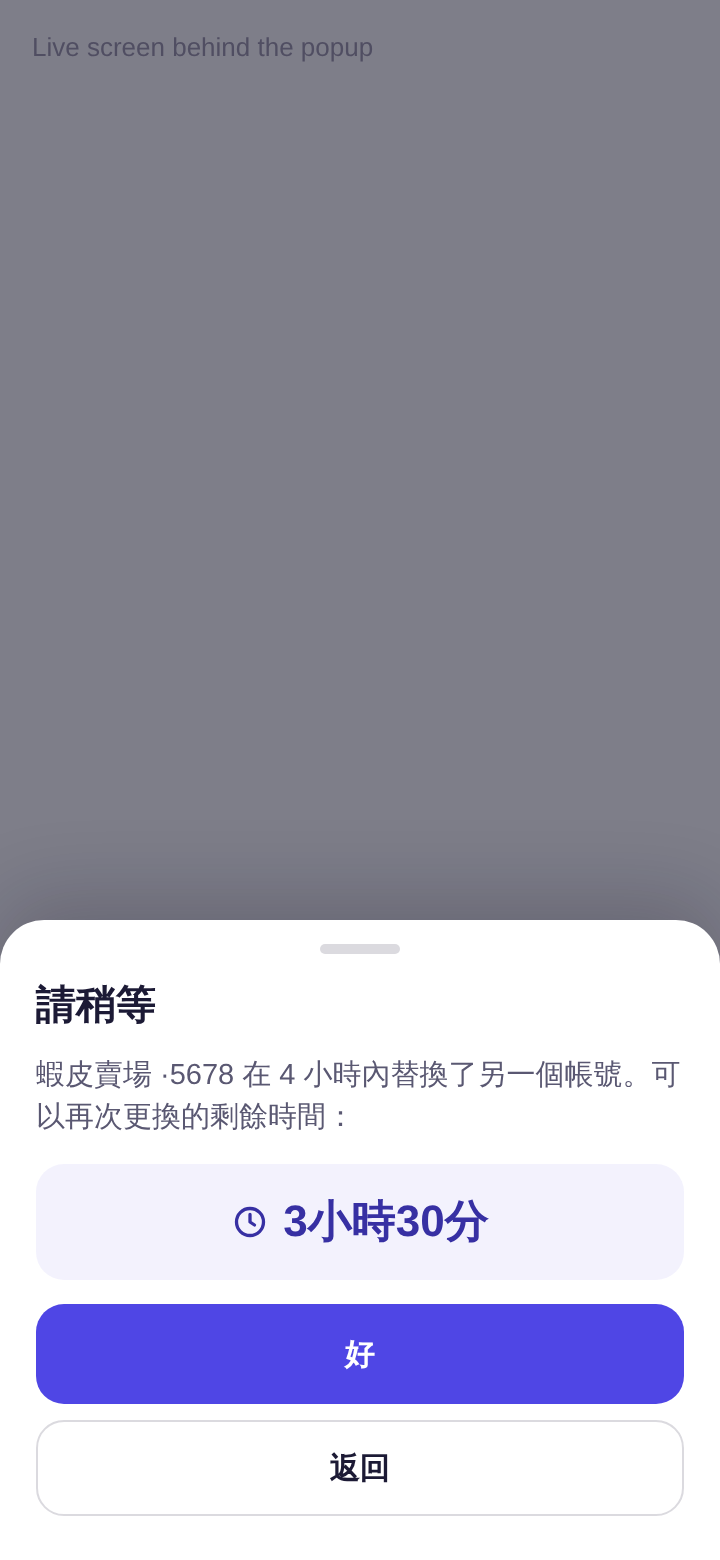 Live screen behind the popup
請稍等
蝦皮賣場 ·5678 在 4 小時內替換了另一個帳號。可
以再次更換的剩餘時間：
3小時30分
好
返回